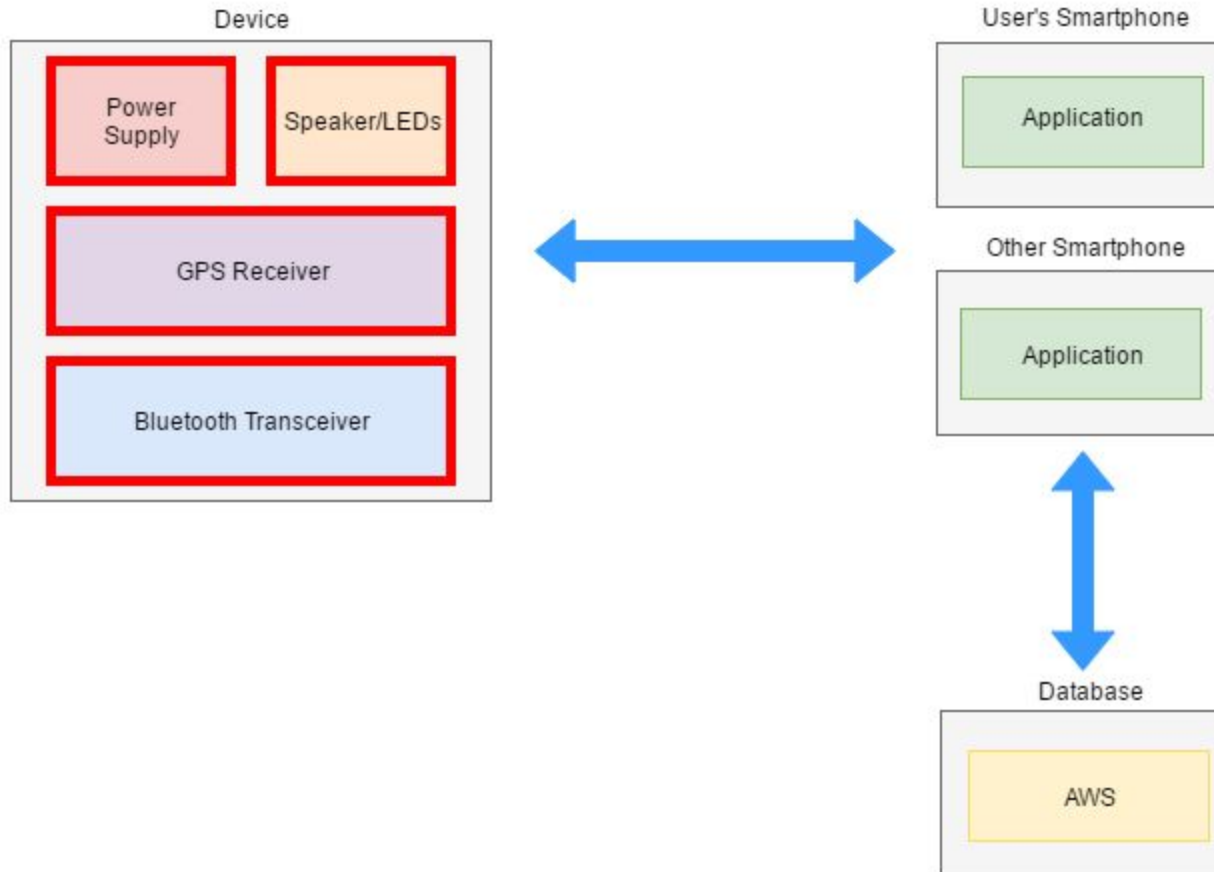 Device
Power
Supply
Speaker/LEDs
GPS Receiver
Bluetooth Transceiver
User's Smartphone
Application
Other Smartphone
Application
Database
AWS